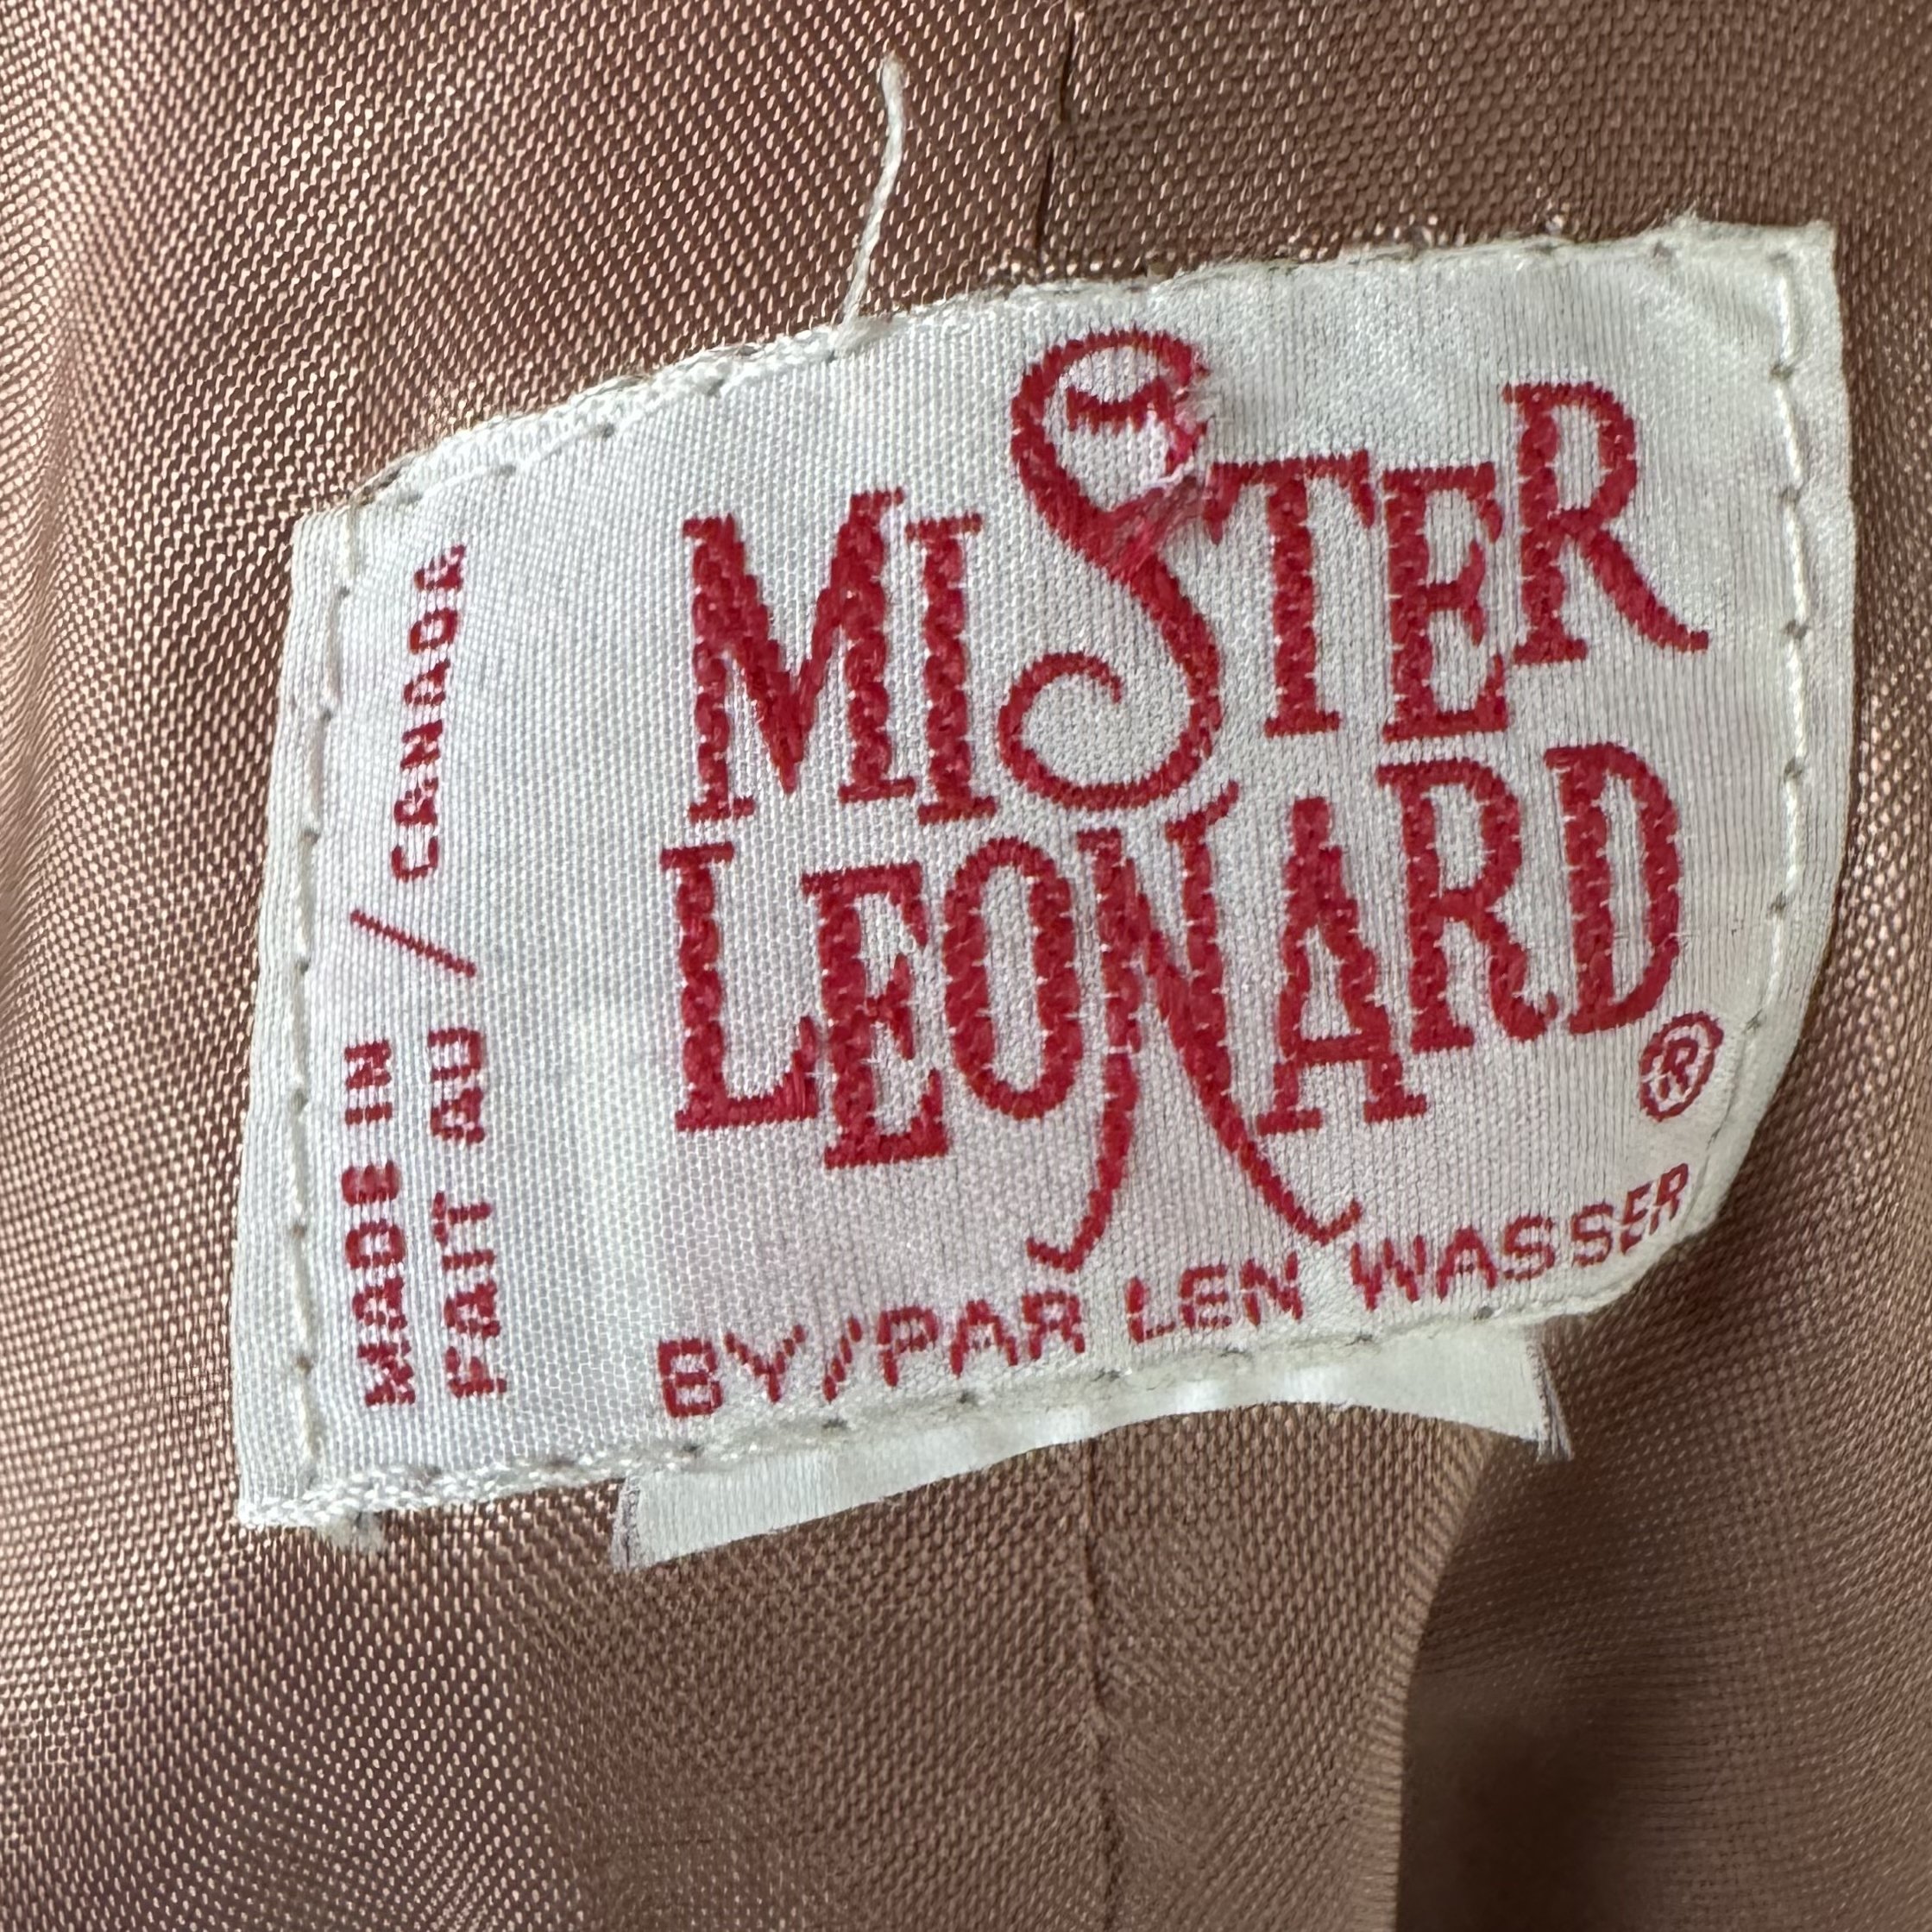 MISTER
LEONARD®
BY/PAR LEN WASSER
MADE IN / CANADA
FAIT AU